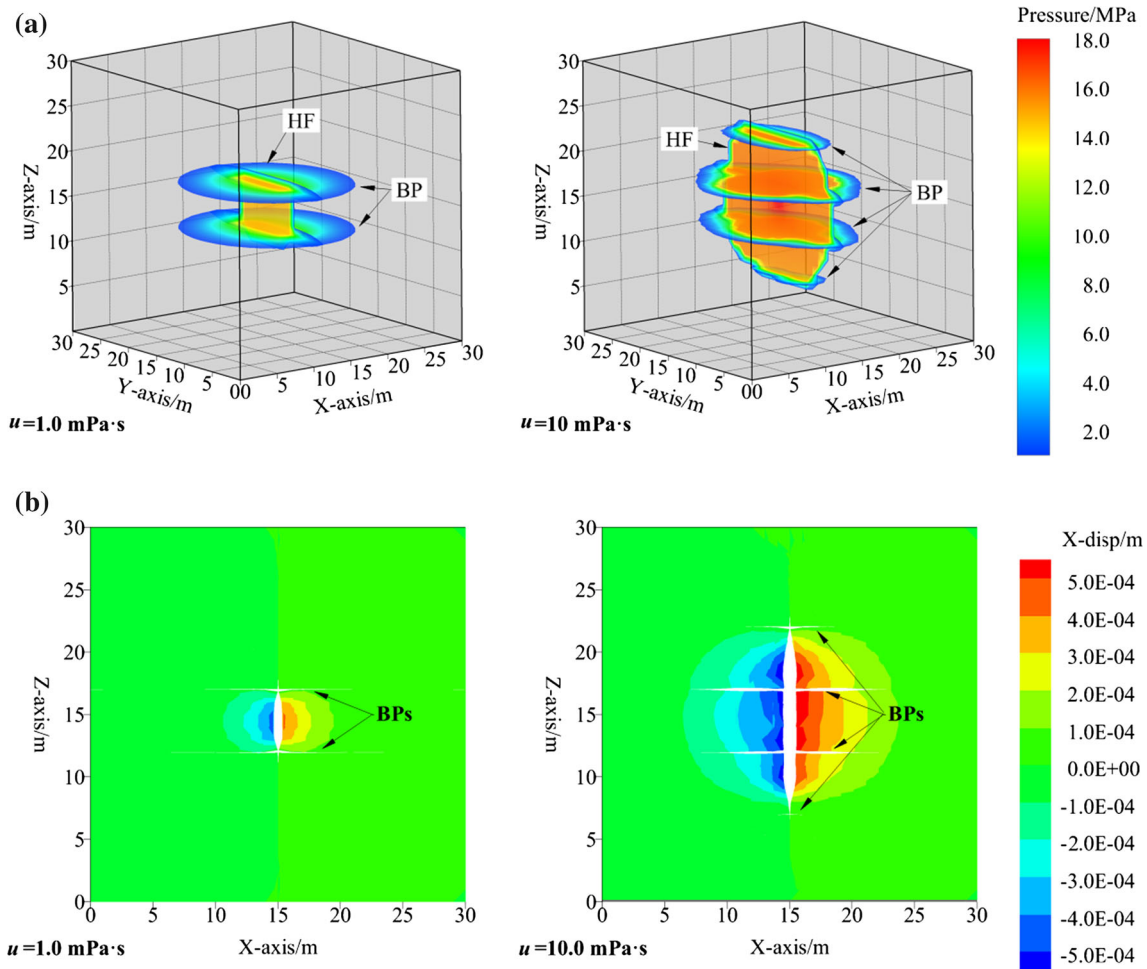 (a)
Pressure/MPa
30
25
20
15
10
5
Z-axis/m
HF
BP
30
25
20
15
10
5
0
Y-axis/m
0
5
10
15
20
25
30
X-axis/m
u=1.0 mPa·s
30
25
20
15
10
5
Z-axis/m
HF
BP
30
25
20
15
10
5
0
Y-axis/m
0
5
10
15
20
25
30
X-axis/m
u=10 mPa·s
18.0
16.0
14.0
12.0
10.0
8.0
6.0
4.0
2.0
(b)
30
25
20
15
10
5
0
Z-axis/m
BPs
0
5
10
15
20
25
30
X-axis/m
u=1.0 mPa·s
30
25
20
15
10
5
0
Z-axis/m
BPs
0
5
10
15
20
25
30
X-axis/m
u=10.0 mPa·s
X-disp/m
5.0E-04
4.0E-04
3.0E-04
2.0E-04
1.0E-04
0.0E+00
-1.0E-04
-2.0E-04
-3.0E-04
-4.0E-04
-5.0E-04